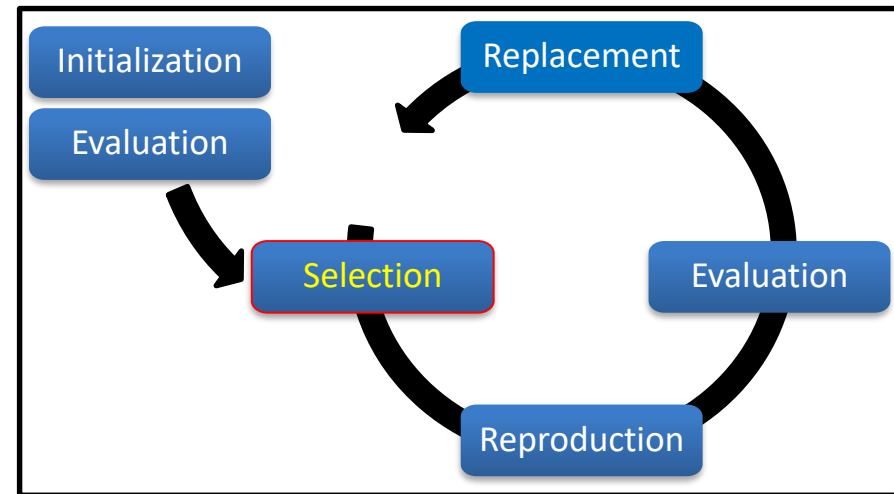 Initialization
Replacement
Evaluation
Selection
Evaluation
Reproduction